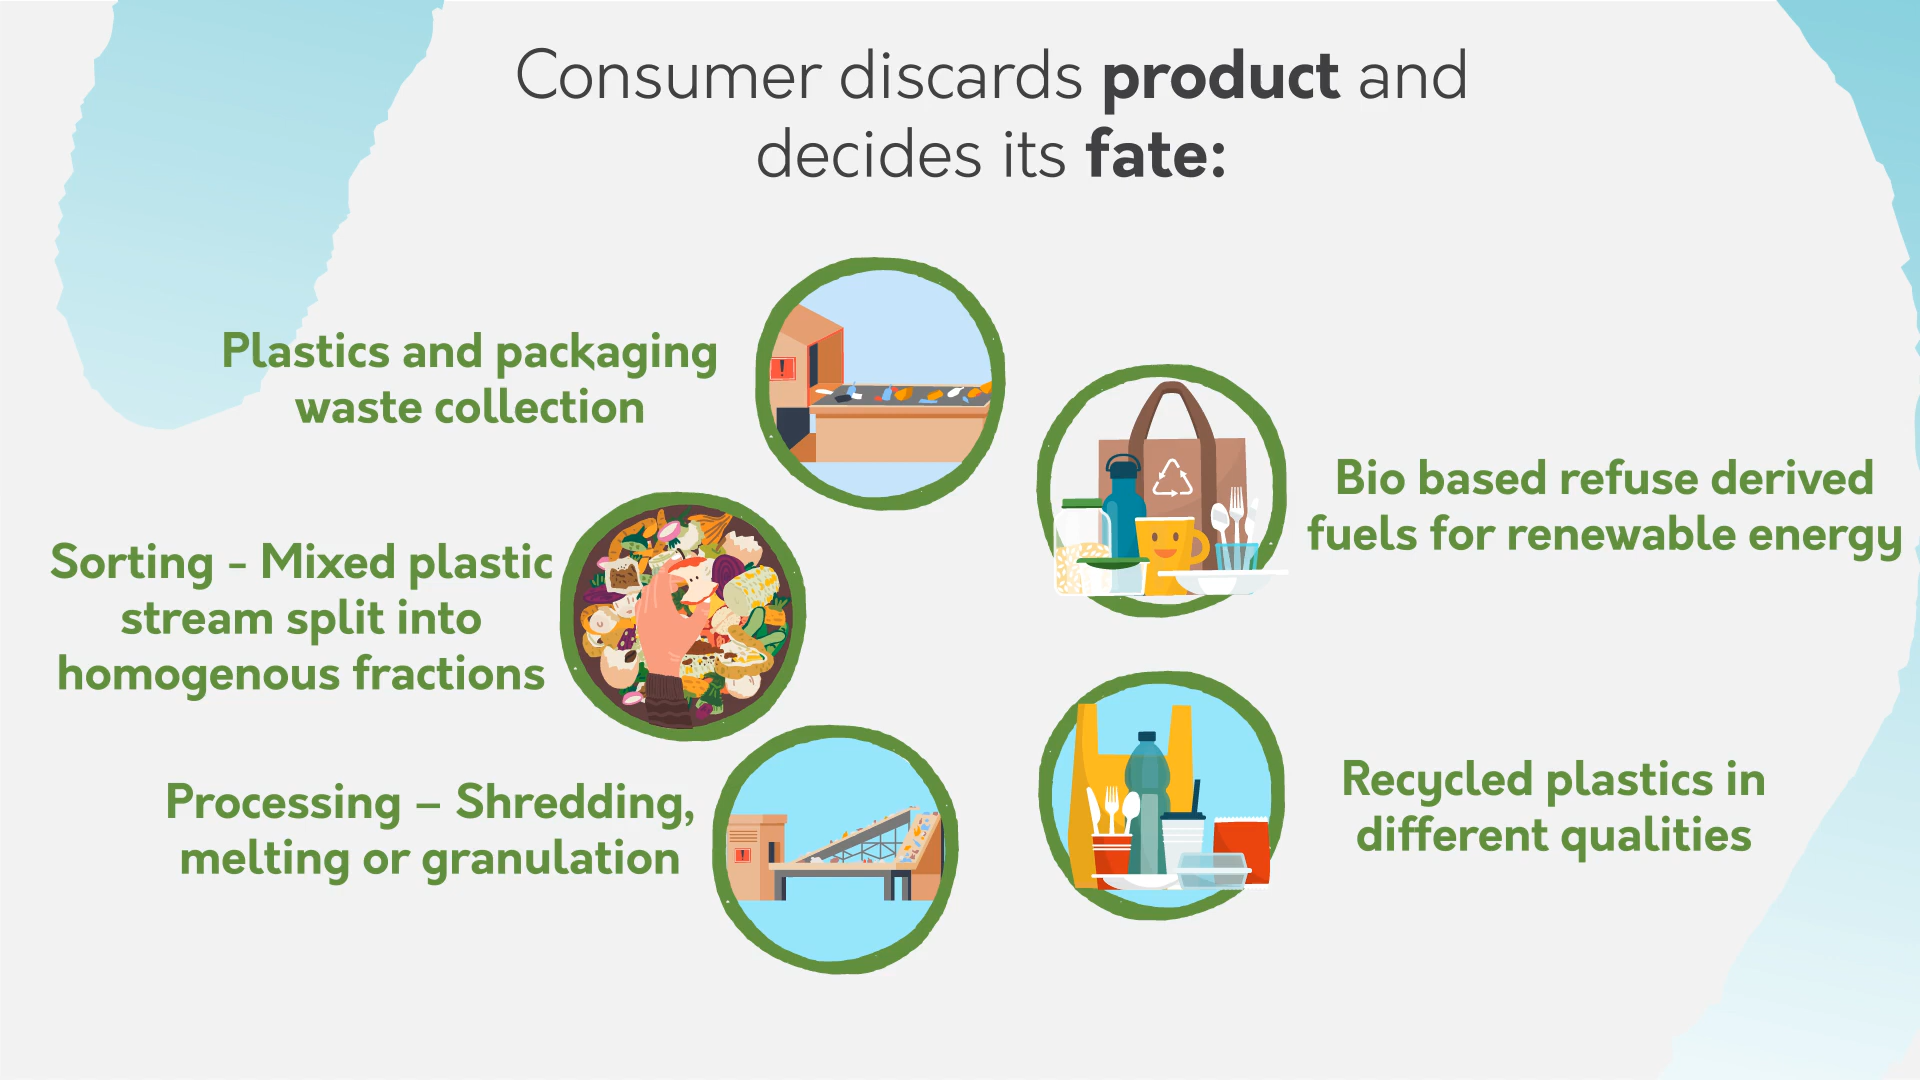 Consumer discards product and
decides its fate:
Plastics and packaging
waste collection
Sorting - Mixed plastic
stream split into
homogenous fractions
Processing – Shredding,
melting or granulation
Bio based refuse derived
fuels for renewable energy
Recycled plastics in
different qualities